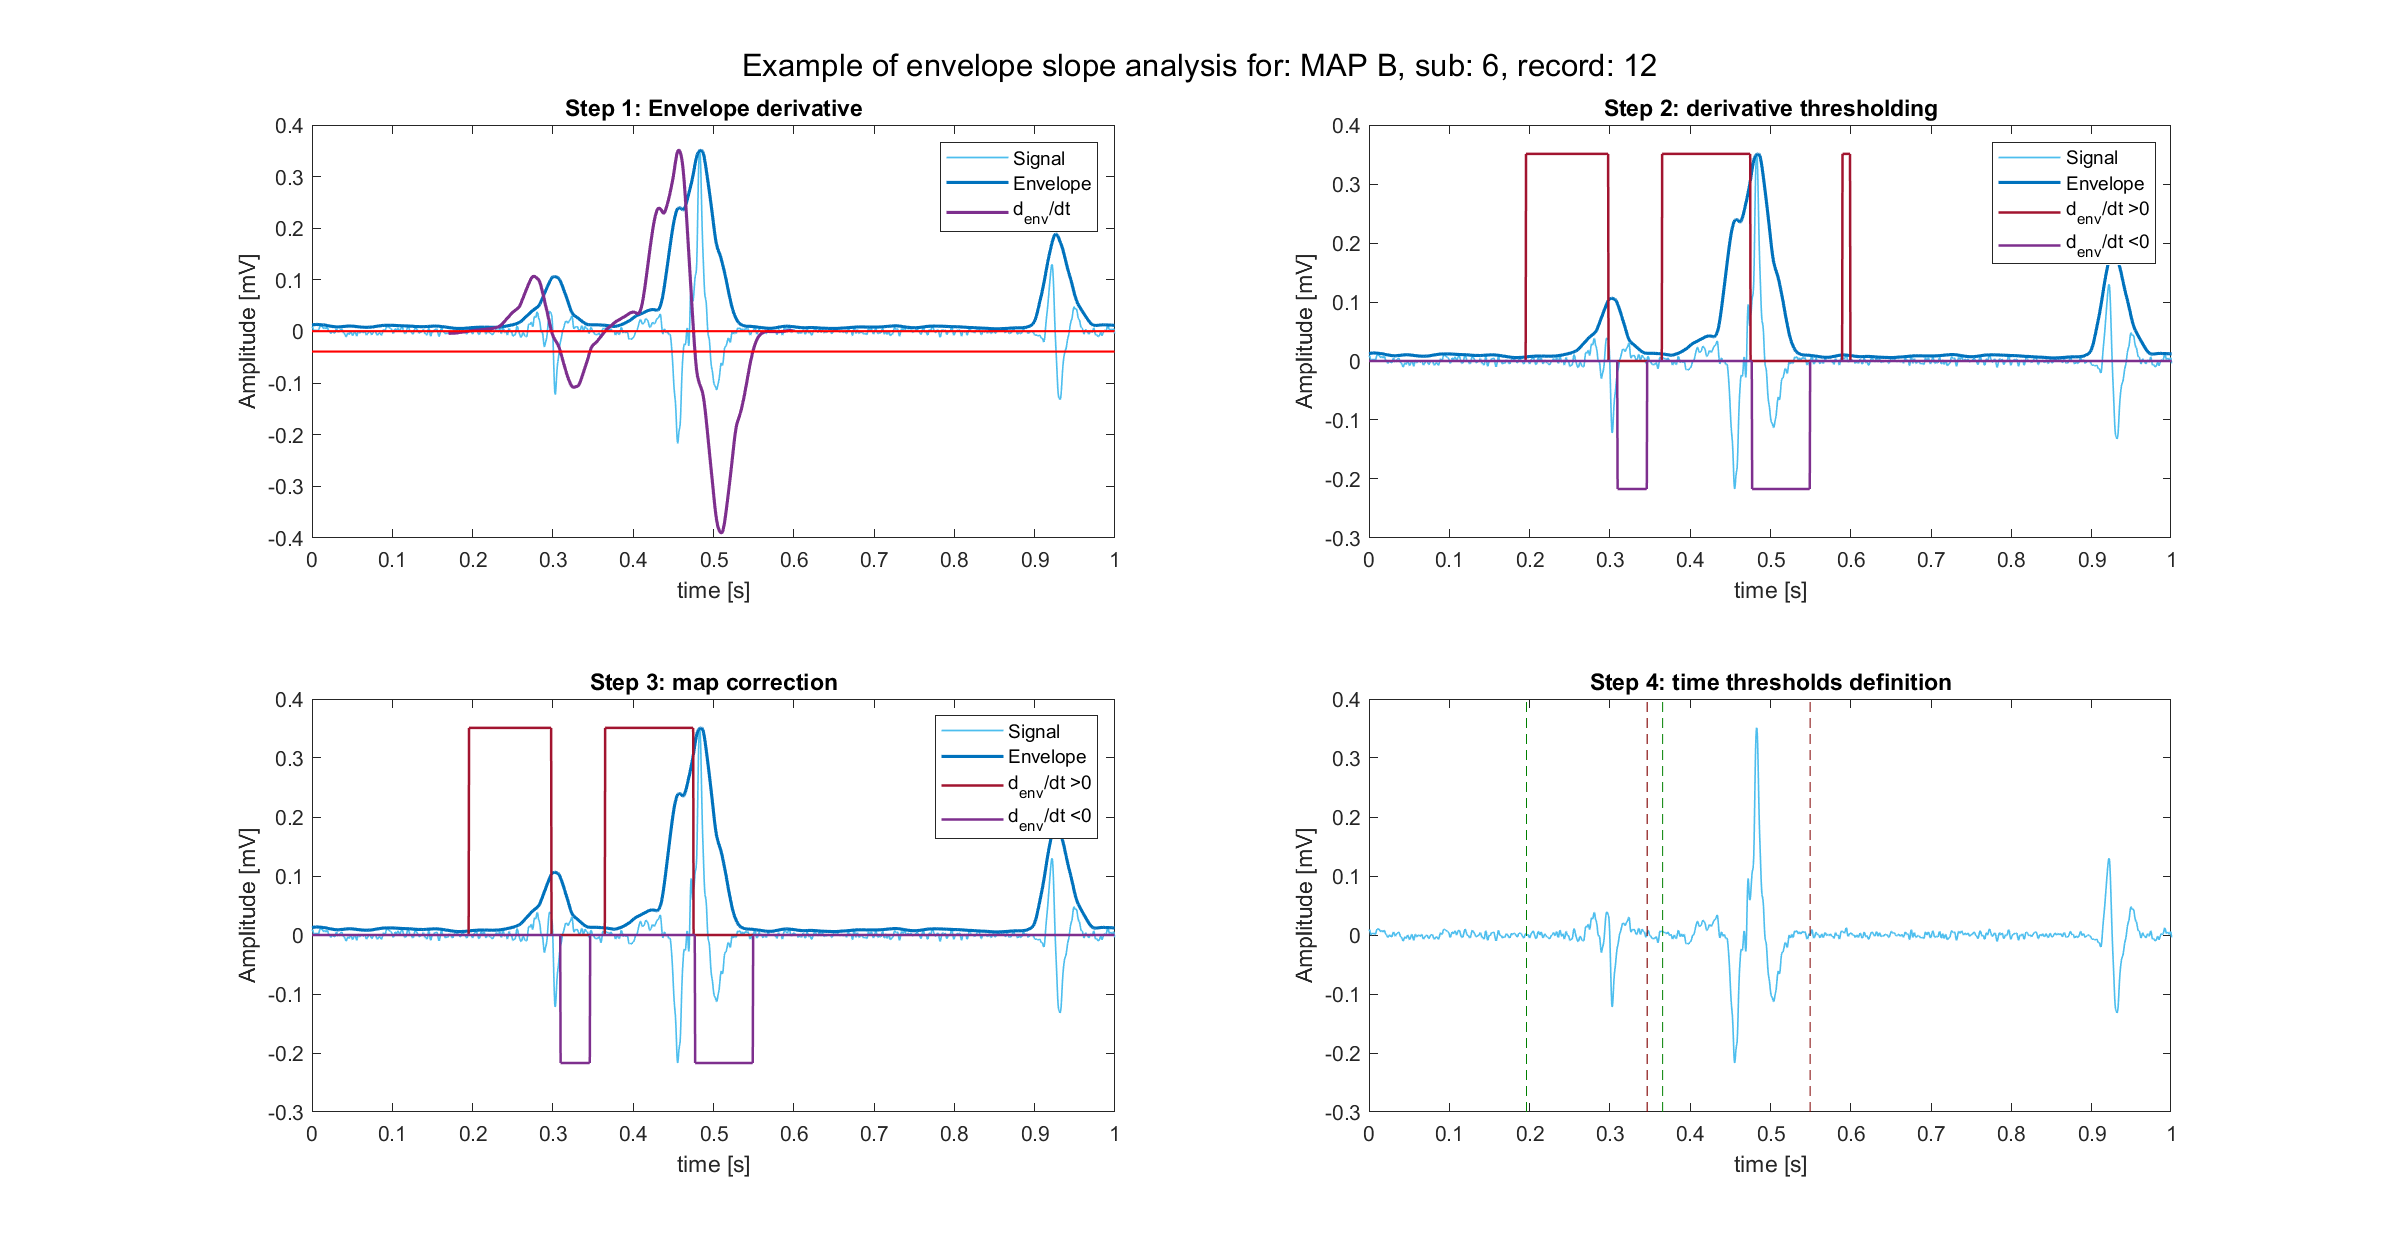 Example of envelope slope analysis for: MAP B, sub: 6, record: 12
Step 1: Envelope derivative
0.4
0.3
0.2
0.1
0
-0.1
-0.2
-0.3
-0.4
Amplitude [mV]
0 0.1 0.2 0.3 0.4 0.5 0.6 0.7 0.8 0.9 1
time [s]
Signal
Envelope
d_env/dt
Step 2: derivative thresholding
0.4
0.3
0.2
0.1
0
-0.1
-0.2
-0.3
Amplitude [mV]
0 0.1 0.2 0.3 0.4 0.5 0.6 0.7 0.8 0.9 1
time [s]
Signal
Envelope
d_env/dt >0
d_env/dt <0
Step 3: map correction
0.4
0.3
0.2
0.1
0
-0.1
-0.2
-0.3
Amplitude [mV]
0 0.1 0.2 0.3 0.4 0.5 0.6 0.7 0.8 0.9 1
time [s]
Signal
Envelope
d_env/dt >0
d_env/dt <0
Step 4: time thresholds definition
0.4
0.3
0.2
0.1
0
-0.1
-0.2
-0.3
Amplitude [mV]
0 0.1 0.2 0.3 0.4 0.5 0.6 0.7 0.8 0.9 1
time [s]